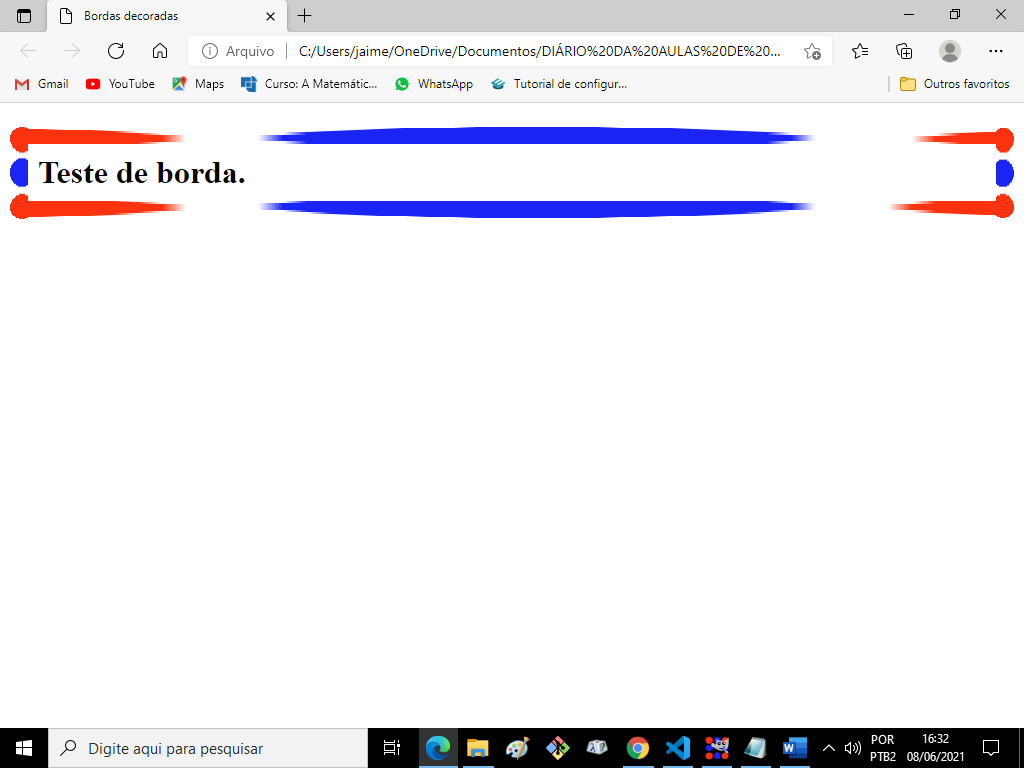 Bordas decoradas
Arquivo
C:/Users/jaime/OneDrive/Documentos/DIÁRIO%20DA%20AULAS%20DE%20...
Gmail
YouTube
Maps
Curso: A Matemátic...
WhatsApp
Tutorial de configur...
Outros favoritos
Teste de borda.
Digite aqui para pesquisar
POR
PTB2
16:32
08/06/2021